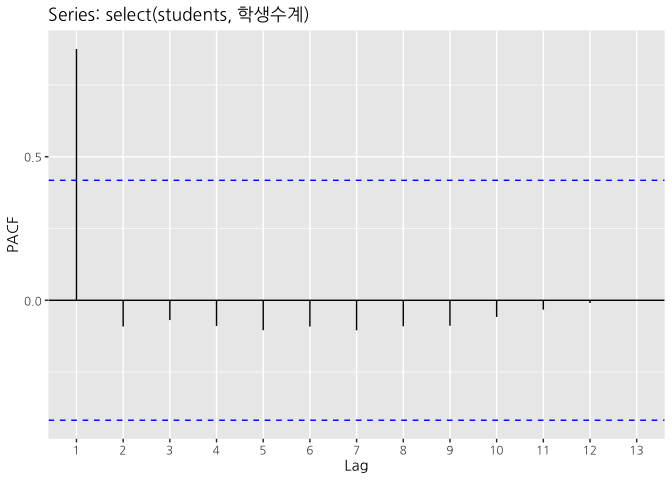 Series: select(students, 학생수계)
0.5
0.0
PACF
1 2 3 4 5 6 7 8 9 10 11 12 13
Lag